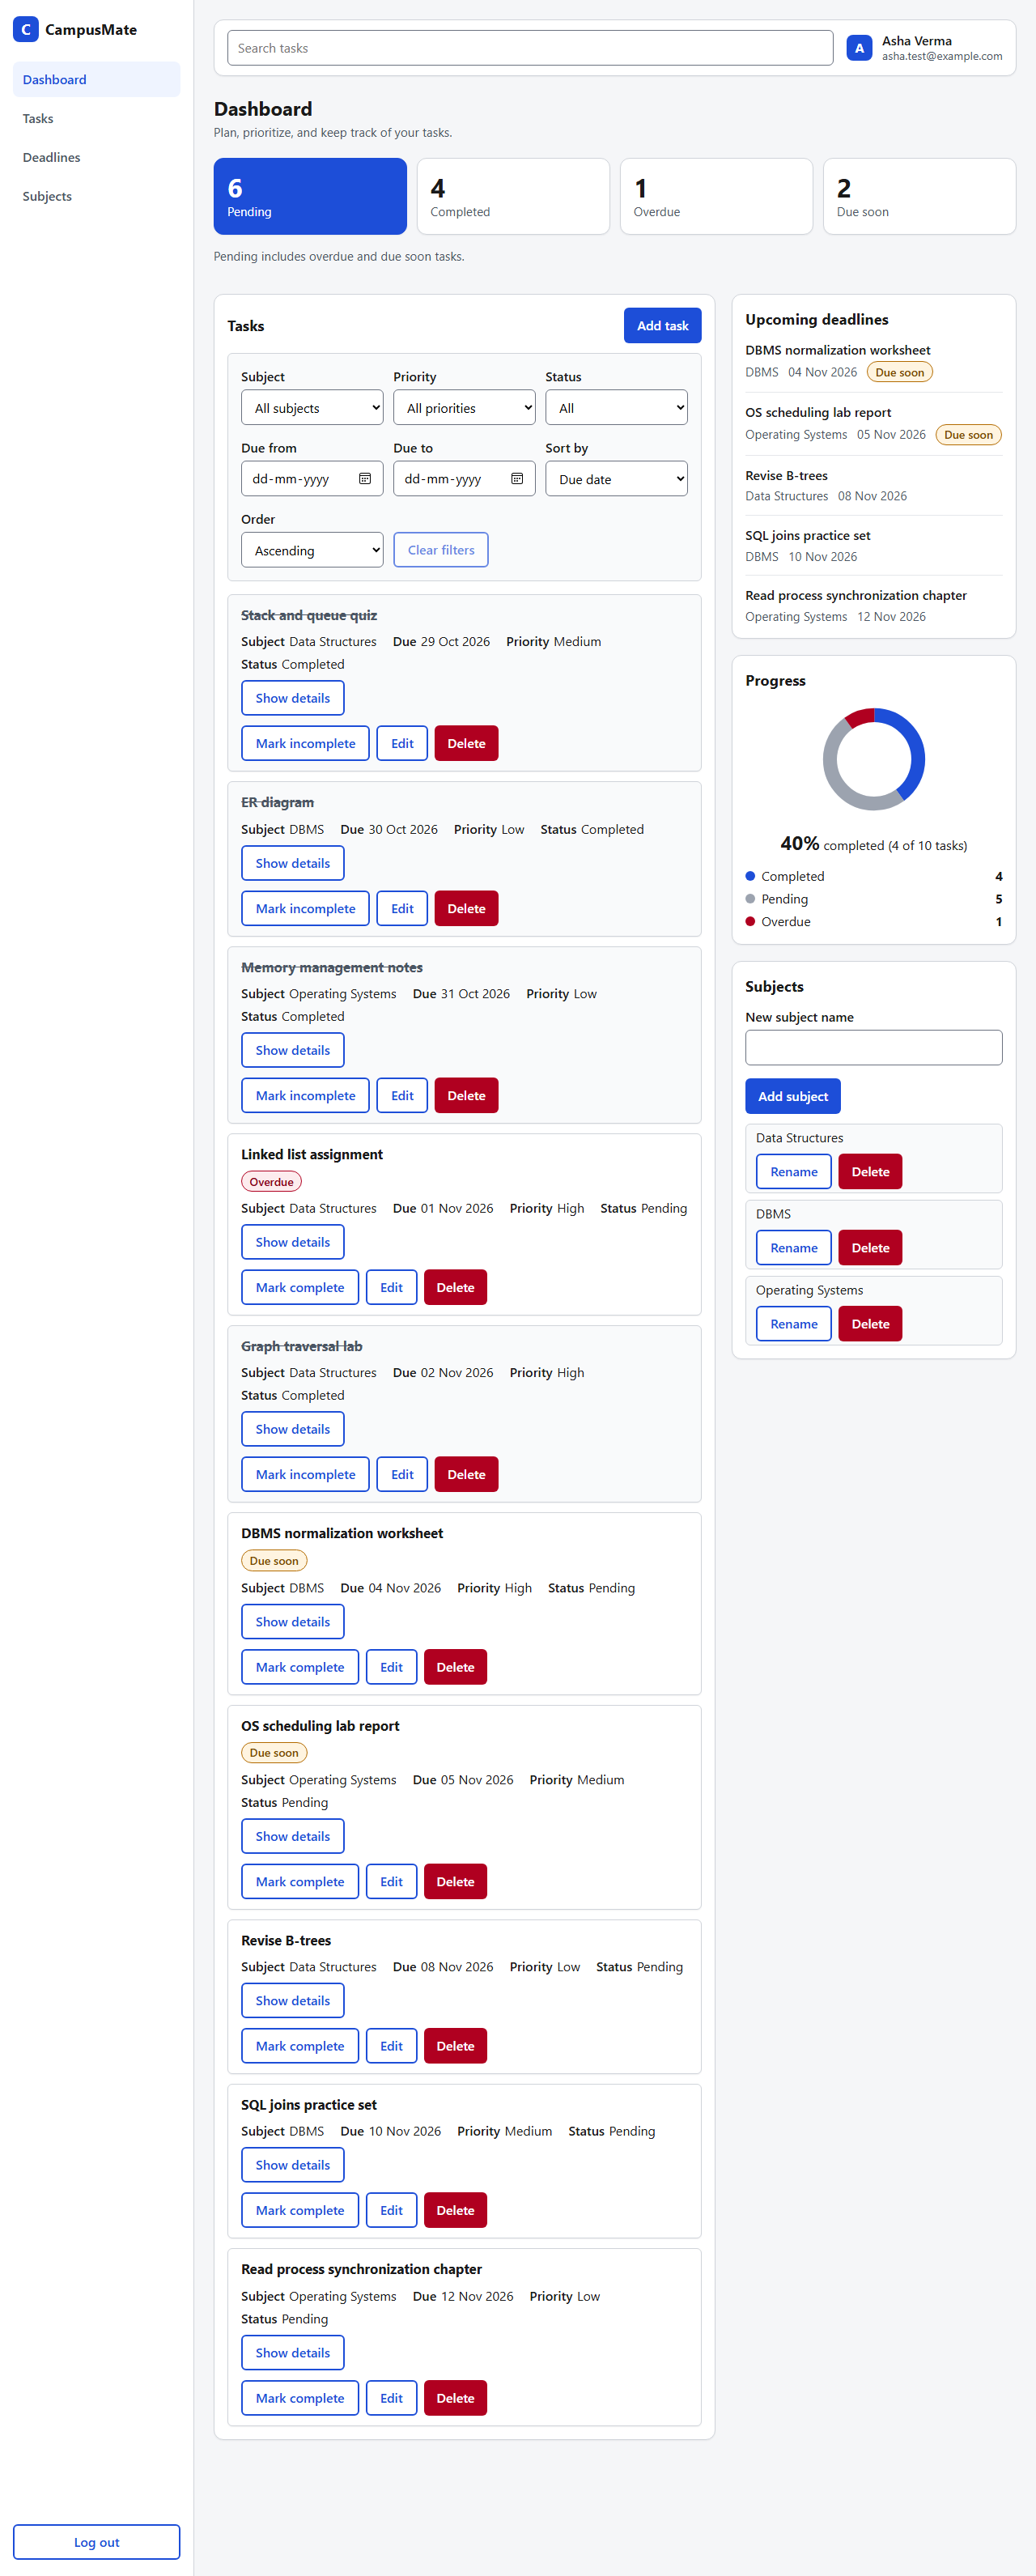 C CampusMate
Dashboard
Tasks
Deadlines
Subjects
Log out
Search tasks
A
Asha Verma
asha.test@example.com
Dashboard
Plan, prioritize, and keep track of your tasks.
6
Pending
4
Completed
1
Overdue
2
Due soon
Pending includes overdue and due soon tasks.
Tasks
Add task
Subject Priority Status
All subjects All priorities All
Due from Due to Sort by
dd-mm-yyyy dd-mm-yyyy Due date
Order
Ascending Clear filters
Stack and queue quiz
Subject Data Structures Due 29 Oct 2026 Priority Medium
Status Completed
Show details
Mark incomplete Edit Delete
ER diagram
Subject DBMS Due 30 Oct 2026 Priority Low Status Completed
Show details
Mark incomplete Edit Delete
Memory management notes
Subject Operating Systems Due 31 Oct 2026 Priority Low
Status Completed
Show details
Mark incomplete Edit Delete
Linked list assignment
Overdue
Subject Data Structures Due 01 Nov 2026 Priority High Status Pending
Show details
Mark complete Edit Delete
Graph traversal lab
Subject Data Structures Due 02 Nov 2026 Priority High
Status Completed
Show details
Mark incomplete Edit Delete
DBMS normalization worksheet
Due soon
Subject DBMS Due 04 Nov 2026 Priority High Status Pending
Show details
Mark complete Edit Delete
OS scheduling lab report
Due soon
Subject Operating Systems Due 05 Nov 2026 Priority Medium
Status Pending
Show details
Mark complete Edit Delete
Revise B-trees
Subject Data Structures Due 08 Nov 2026 Priority Low Status Pending
Show details
Mark complete Edit Delete
SQL joins practice set
Subject DBMS Due 10 Nov 2026 Priority Medium Status Pending
Show details
Mark complete Edit Delete
Read process synchronization chapter
Subject Operating Systems Due 12 Nov 2026 Priority Low
Status Pending
Show details
Mark complete Edit Delete
Upcoming deadlines
DBMS normalization worksheet
DBMS 04 Nov 2026 Due soon
OS scheduling lab report
Operating Systems 05 Nov 2026 Due soon
Revise B-trees
Data Structures 08 Nov 2026
SQL joins practice set
DBMS 10 Nov 2026
Read process synchronization chapter
Operating Systems 12 Nov 2026
Progress
40% completed (4 of 10 tasks)
Completed 4
Pending 5
Overdue 1
Subjects
New subject name
Add subject
Data Structures
Rename Delete
DBMS
Rename Delete
Operating Systems
Rename Delete